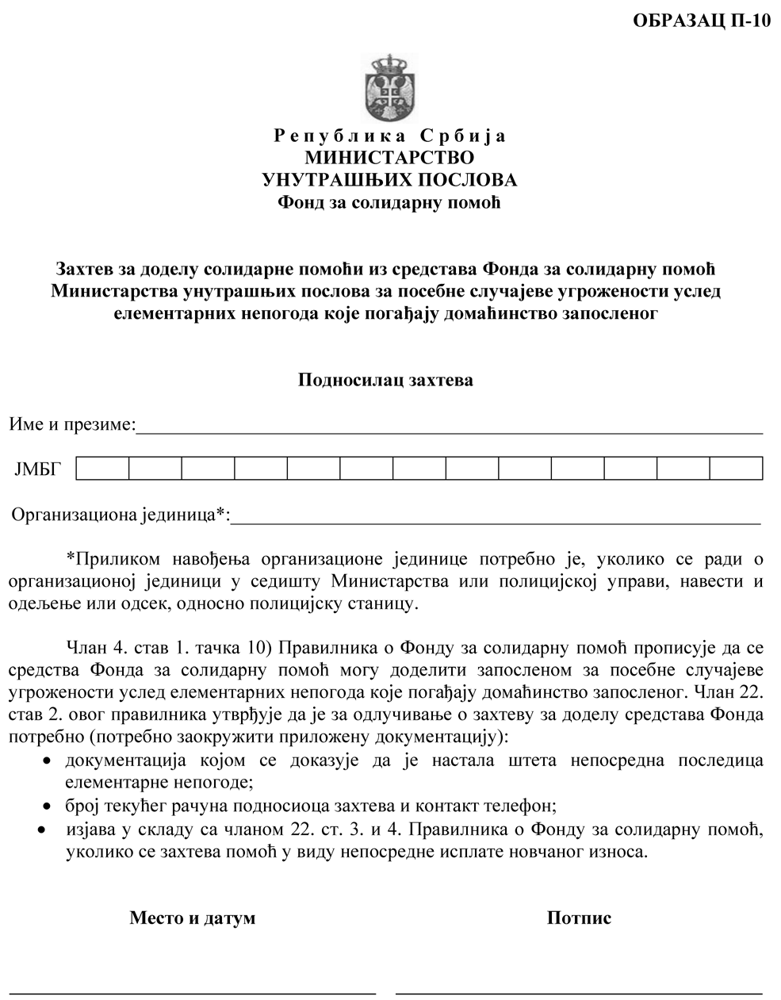 ОБРАЗАЦ П-10
Република Србија
МИНИСТАРСТВО
УНУТРАШЊИХ ПОСЛОВА
Фонд за солидарну помоћ
Захтев за доделу солидарне помоћи из средстава Фонда за солидарну помоћ
Министарства унутрашњих послова за посебне случајеве угрожености услед
елементарних непогода које погађају домаћинство запосленог
Подносилац захтева
Име и презиме:
ЈМБГ
Организациона јединица*:
*Приликом навођења организационе јединице потребно је, уколико се ради о
организационој јединици у седишту Министарства или полицијској управи, навести и
одељење или одсек, односно полицијску станицу.
Члан 4. став 1. тачка 10) Правилника о Фонду за солидарну помоћ прописује да се
средства Фонда за солидарну помоћ могу доделити запосленом за посебне случајеве
угрожености услед елементарних непогода које погађају домаћинство запосленог. Члан 22.
став 2. овог правилника утврђује да је за одлучивање о захтеву за доделу средстава Фонда
потребно (потребно заокружити приложену документацију):
• документација којом се доказује да је настала штета непосредна последица
елементарне непогоде;
• број текућег рачуна подносиоца захтева и контакт телефон;
• изјава у складу са чланом 22. ст. 3. и 4. Правилника о Фонду за солидарну помоћ,
уколико се захтева помоћ у виду непосредне исплате новчаног износа.
Место и датум Потпис